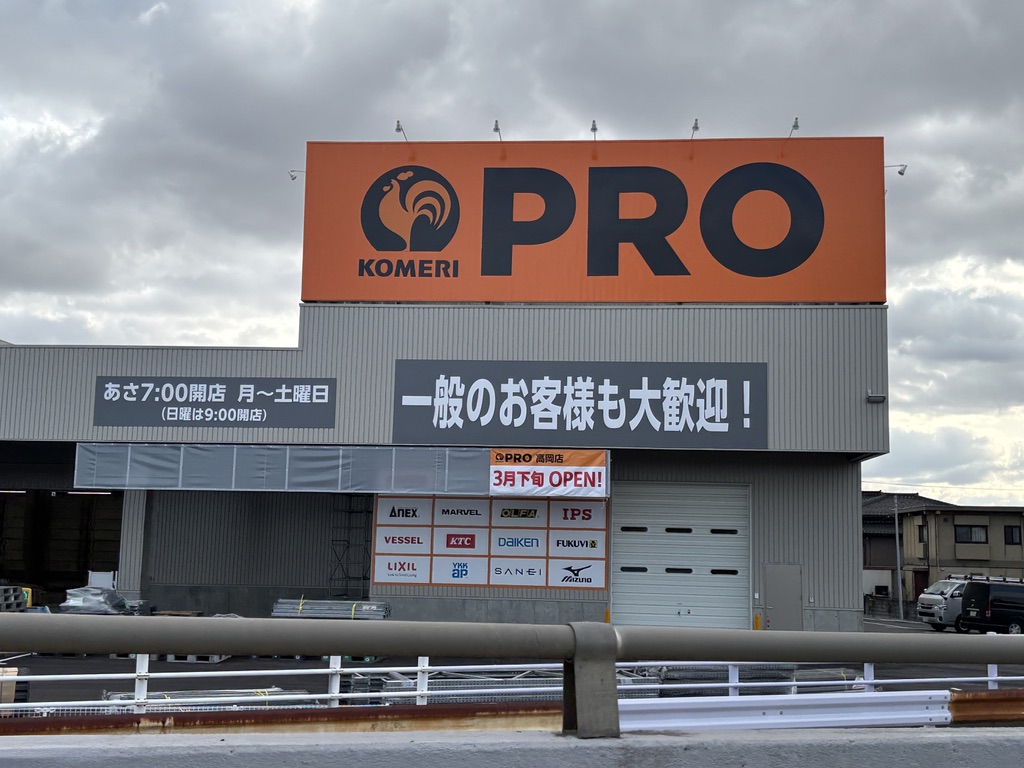 KOMERI
PRO
あさ7:00開店 月〜土曜日
(日曜は9:00開店)
一般のお客様も大歓迎！
PRO 高岡店
3月下旬 OPEN!
ANEX MARVEL OLFA IPS
VESSEL KTC DAIKEN FUKUVI
LIXIL YKK ap SANEI MIZUNO